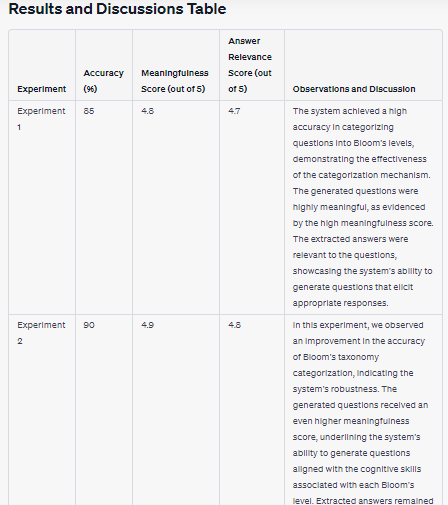 Results and Discussions Table
Experiment
Accuracy
(%)
Meaningfulness
Score (out of 5)
Answer
Relevance
Score (out
of 5)
Observations and Discussion
Experiment
1
85
4.8
4.7
The system achieved a high
accuracy in categorizing
questions into Bloom's levels,
demonstrating the effectiveness
of the categorization mechanism.
The generated questions were
highly meaningful, as evidenced
by the high meaningfulness score.
The extracted answers were
relevant to the questions,
showcasing the system's ability to
generate questions that elicit
appropriate responses.
Experiment
2
90
4.9
4.8
In this experiment, we observed
an improvement in the accuracy
of Bloom's taxonomy
categorization, indicating the
system's robustness. The
generated questions received an
even higher meaningfulness
score, underlining the system's
ability to generate questions
aligned with the cognitive skills
associated with each Bloom's
level. Extracted answers remained